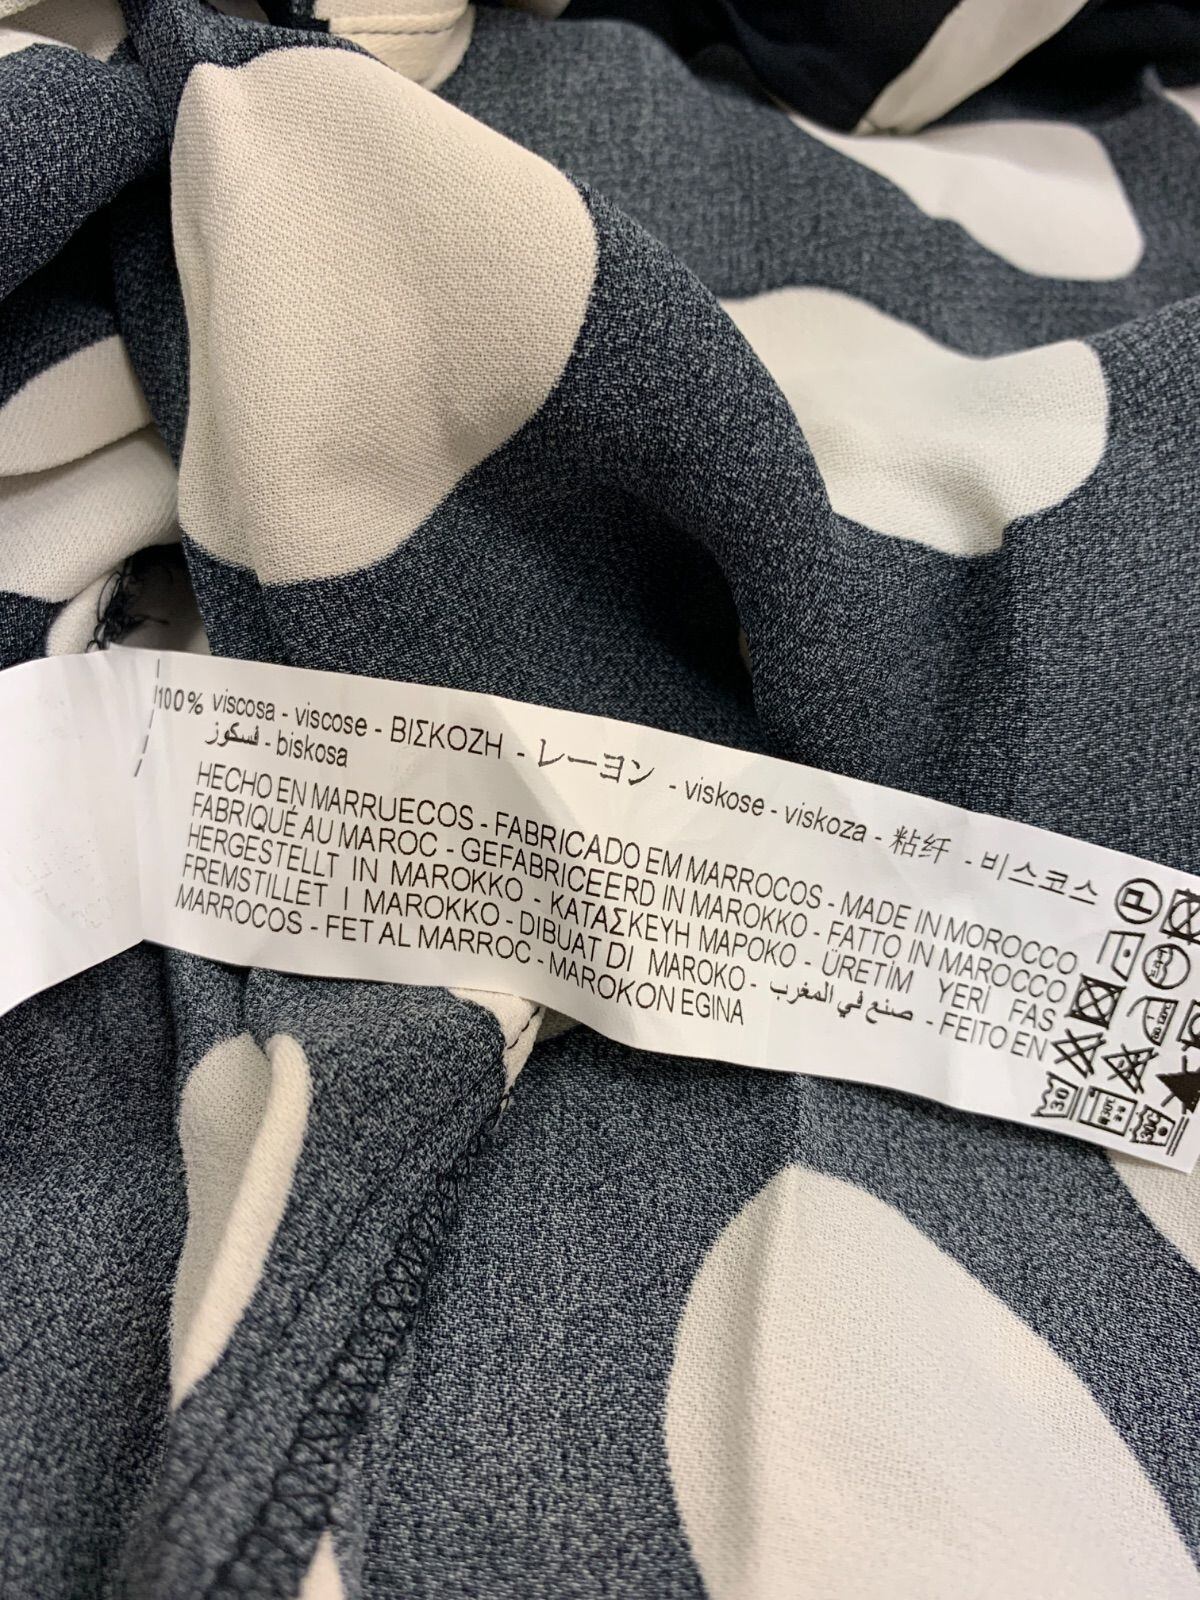 100% viscosa - viscose - ΒΙΣΚΟΖΗ - レーヨン - viskose - viskoza - 粘纤 - 비스코스
فسكوز - biskosa
HECHO EN MARRUECOS - FABRICADO EM MARROCOS - MADE IN MOROCCO
FABRIQUÉ AU MAROC - GEFABRICEERD IN MAROKKO - FATTO IN MAROCCO
HERGESTELLT IN MAROKKO - ΚΑΤΑΣΚΕΥΗ ΜΑΡΟΚΟ - ÜRETİM YERİ FAS
FREMSTILLET I MAROKKO - DIBUAT DI MAROKO - صنع في المغرب - FEITO EN
MARROCOS - FET AL MARROC - MAROKON EGINA
P
30
30C